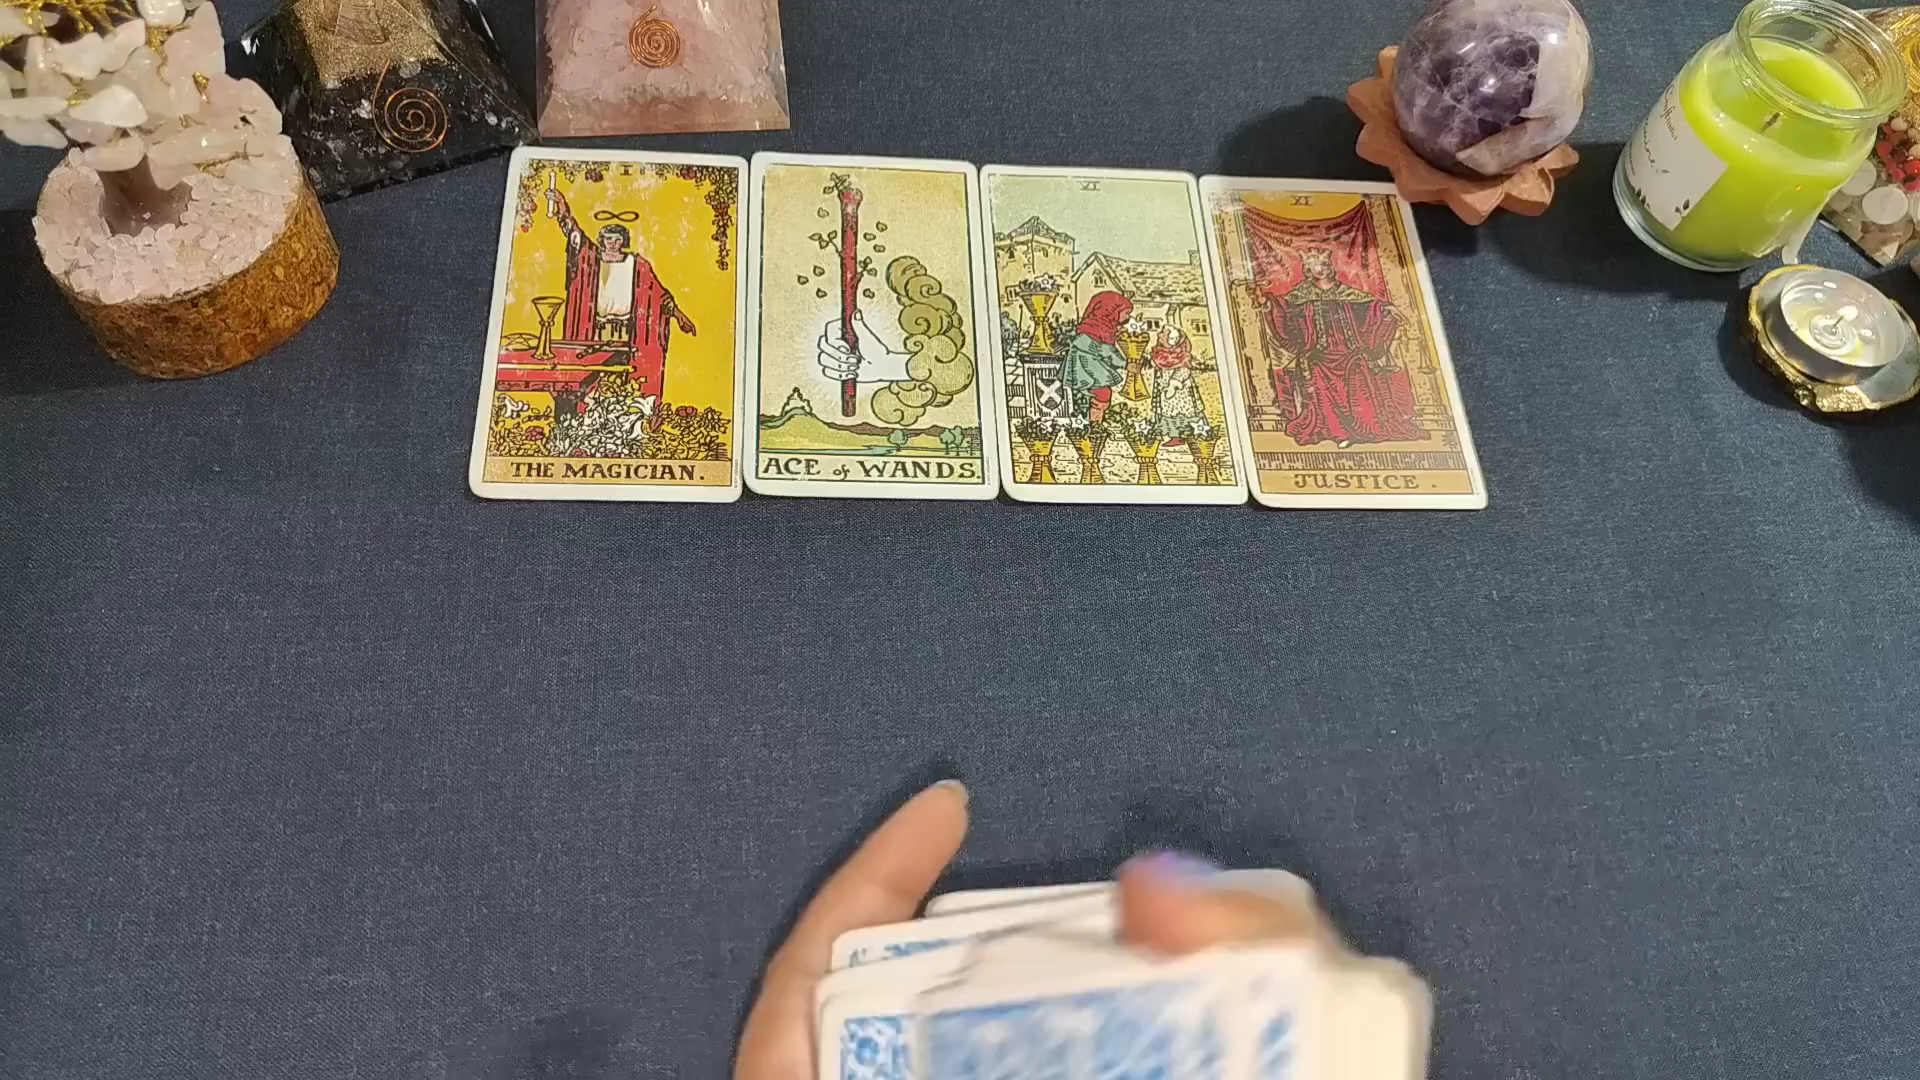 I
THE MAGICIAN.
ACE of WANDS.
VI
XI
JUSTICE.